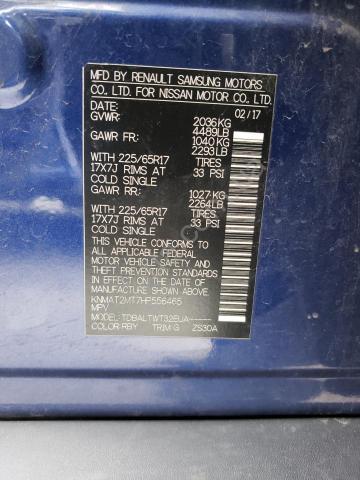 MFD BY RENAULT SAMSUNG MOTORS
CO., LTD. FOR NISSAN MOTOR CO., LTD.
DATE: 02/17
GVWR: 2036KG
4489LB
GAWR FR: 1040KG
2293LB
WITH 225/65R17 TIRES
17X7J RIMS AT 33 PSI
COLD SINGLE
GAWR RR: 1027KG
2264LB
WITH 225/65R17 TIRES
17X7J RIMS AT 33 PSI
COLD SINGLE
THIS VEHICLE CONFORMS TO ALL APPLICABLE FEDERAL
MOTOR VEHICLE SAFETY, BUMPER, AND THEFT
PREVENTION STANDARDS
IN EFFECT ON THE DATE OF
MANUFACTURE SHOWN ABOVE.
KNMAT2MT7HP556465
MPV
MODEL: TDBALTWT32EUA-----
COLOR:RBY TRIM:G ZS30A